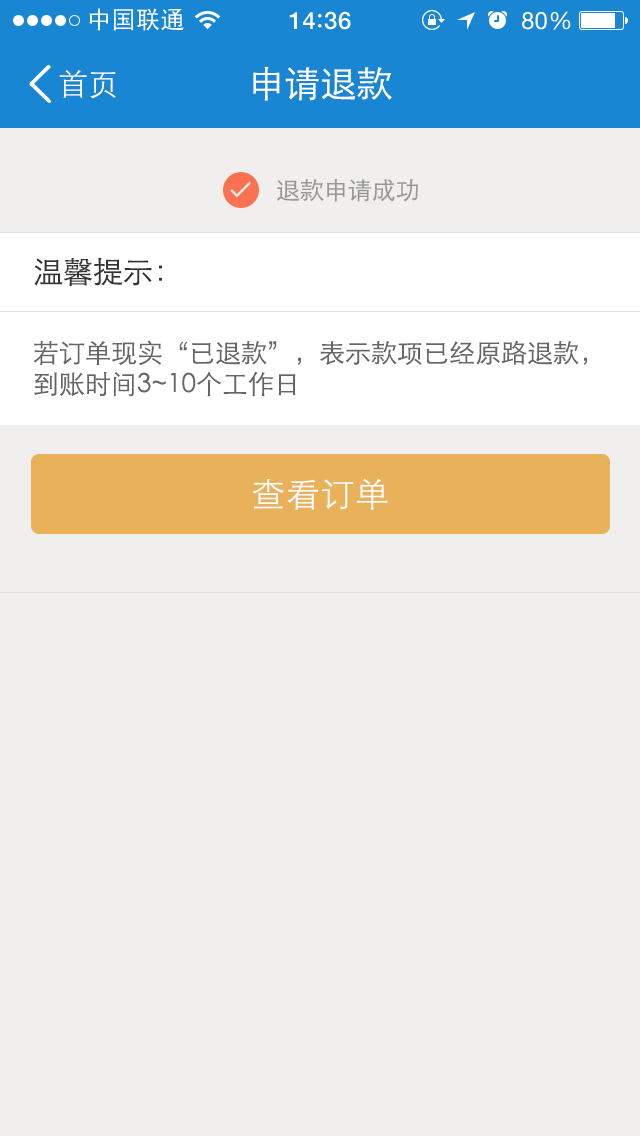 中国联通 14:36 80%
首页 申请退款
退款申请成功
温馨提示：
若订单现实“已退款”，表示款项已经原路退款，
到账时间3~10个工作日
查看订单